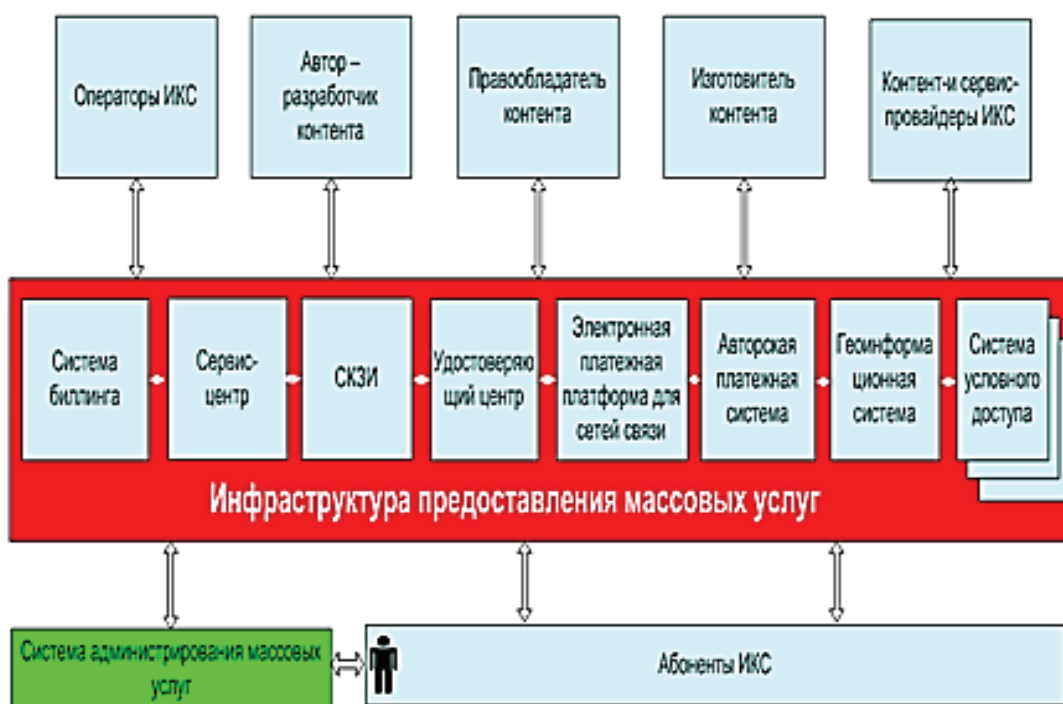 Операторы ИКС
Автор –
разработчик
контента
Правообладатель
контента
Изготовитель
контента
Контент-и сервис-
провайдеры ИКС
Система
биллинга
Сервис-
центр
СКЗИ
Удостоверяю
щий центр
Электронная
платежная
платформа для
сетей связи
Авторская
платежная
система
Геоинформа
ционная
система
Система
условного
доступа
Инфраструктура предоставления массовых услуг
Система администрирования массовых
услуг
Абоненты ИКС